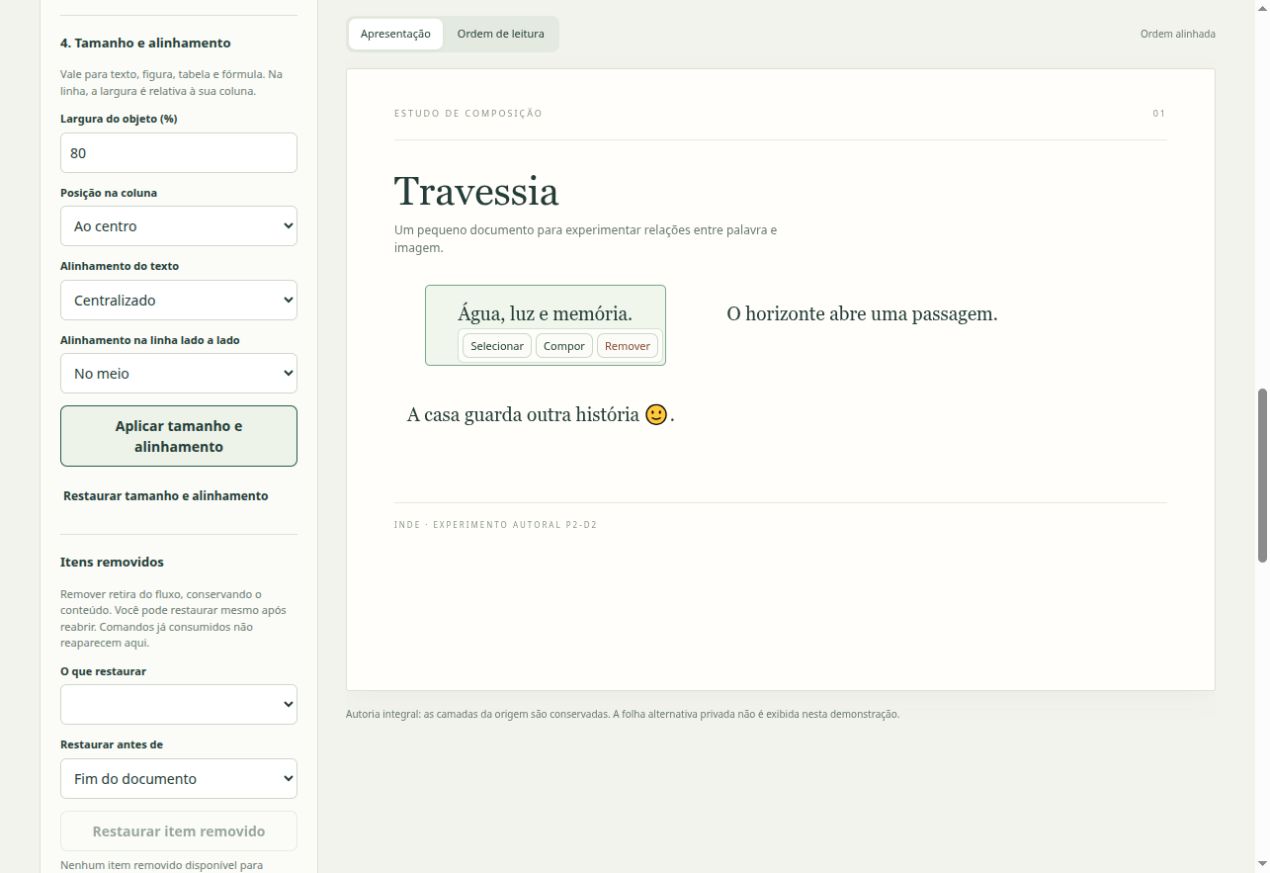 4. Tamanho e alinhamento
Vale para texto, figura, tabela e fórmula. Na
linha, a largura é relativa à sua coluna.
Largura do objeto (%)
80
Posição na coluna
Ao centro
Alinhamento do texto
Centralizado
Alinhamento na linha lado a lado
No meio
Aplicar tamanho e
alinhamento
Restaurar tamanho e alinhamento
Itens removidos
Remover retira do fluxo, conservando o
conteúdo. Você pode restaurar mesmo após
reabrir. Comandos já consumidos não
reaparecem aqui.
O que restaurar
Restaurar antes de
Fim do documento
Restaurar item removido
Nenhum item removido disponível para
Apresentação
Ordem de leitura
Ordem alinhada
ESTUDO DE COMPOSIÇÃO
01
Travessia
Um pequeno documento para experimentar relações entre palavra e
imagem.
Água, luz e memória.
Selecionar
Compor
Remover
O horizonte abre uma passagem.
A casa guarda outra história 🙂.
INDE · EXPERIMENTO AUTORAL P2-D2
Autoria integral: as camadas da origem são conservadas. A folha alternativa privada não é exibida nesta demonstração.